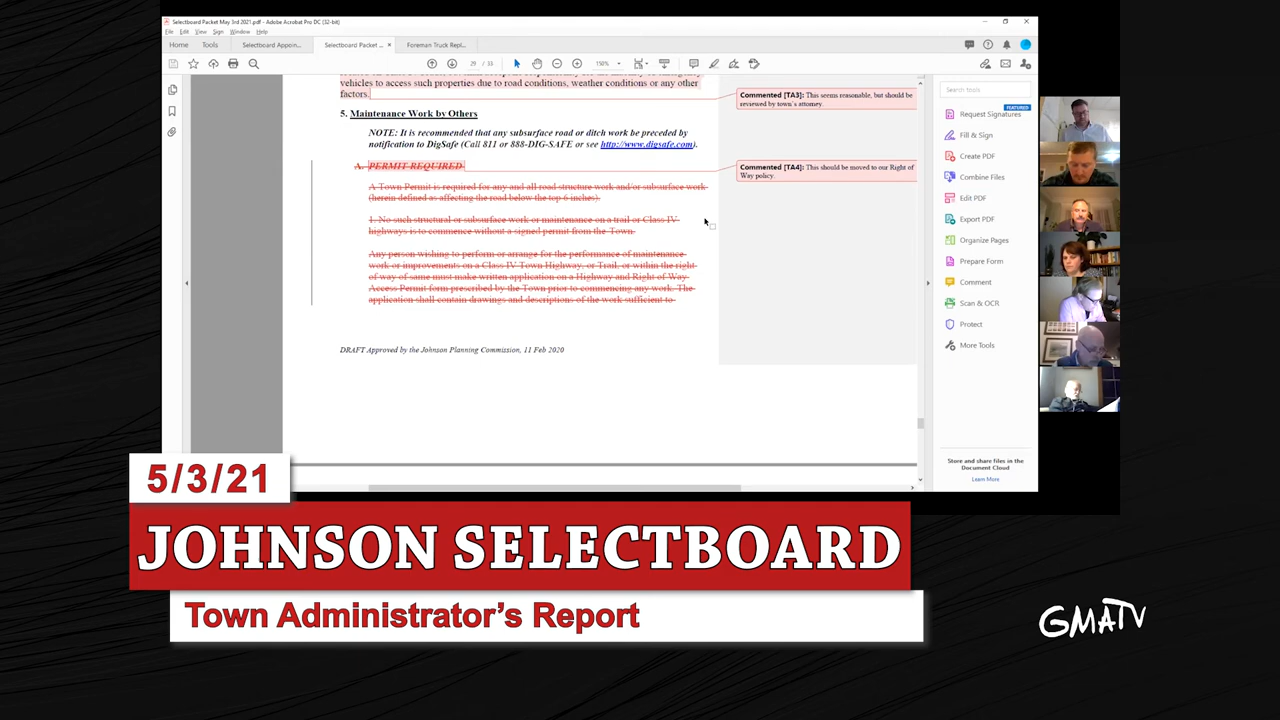 Selectboard Packet May 3rd 2021.pdf - Adobe Acrobat Pro DC (32-bit)
File Edit View Sign Window Help
Home Tools Selectboard Appoin... Selectboard Packet ... × Foreman Truck Repl...
29 / 33 150%
vehicles to access such properties due to road conditions, weather conditions or any other
factors.
Commented [TA3]: This seems reasonable, but should be
reviewed by town's attorney.
5. Maintenance Work by Others
NOTE: It is recommended that any subsurface road or ditch work be preceded by
notification to DigSafe (Call 811 or 888-DIG-SAFE or see http://www.digsafe.com).
A. PERMIT REQUIRED
Commented [TA4]: This should be moved to our Right of
Way policy.
A Town Permit is required for any and all road structure work and/or subsurface work
(herein defined as affecting the road below the top 6 inches).
1. No such structural or subsurface work or maintenance on a trail or Class IV
highways is to commence without a signed permit from the Town.
Any person wishing to perform or arrange for the performance of maintenance
work or improvements on a Class IV Town Highway, or Trail, or within the right
of way of same must make written application on a Highway and Right of Way
Access Permit form prescribed by the Town prior to commencing any work. The
application shall contain drawings and descriptions of the work sufficient to
DRAFT Approved by the Johnson Planning Commission, 11 Feb 2020
Search tools
FEATURED
Request Signatures
Fill & Sign
Create PDF
Combine Files
Edit PDF
Export PDF
Organize Pages
Prepare Form
Comment
Scan & OCR
Protect
More Tools
Store and share files in the
Document Cloud
Learn More
5/3/21
JOHNSON SELECTBOARD
Town Administrator's Report
GMATV